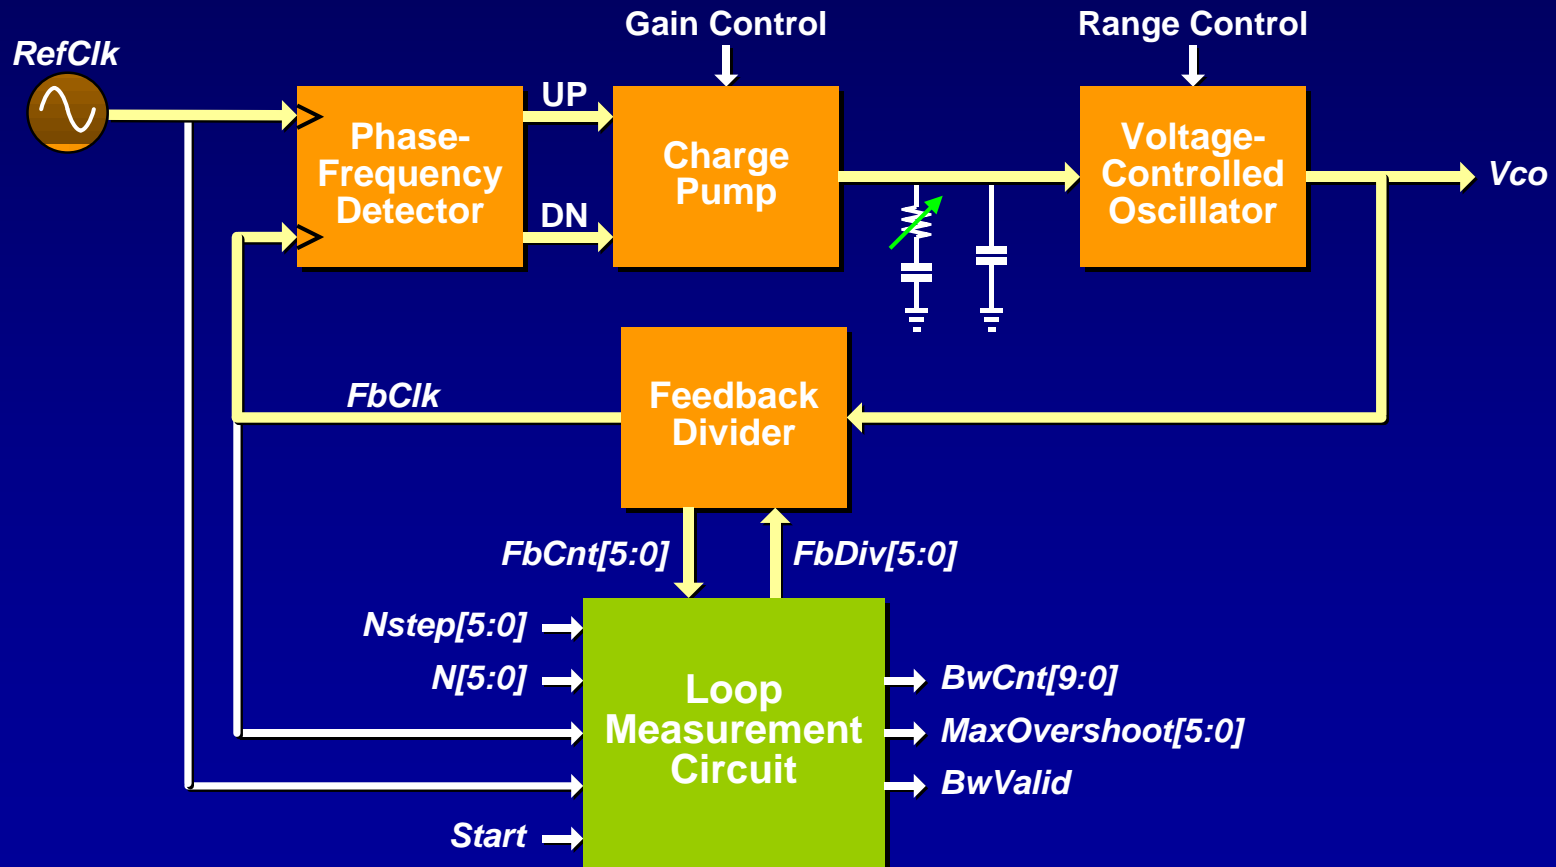 Gain Control
Range Control
RefClk
UP
Phase-
Frequency
Detector
DN
Charge
Pump
Voltage-
Controlled
Oscillator
Vco
FbClk
Feedback
Divider
FbCnt[5:0]
FbDiv[5:0]
Nstep[5:0]
N[5:0]
Start
Loop
Measurement
Circuit
BwCnt[9:0]
MaxOvershoot[5:0]
BwValid